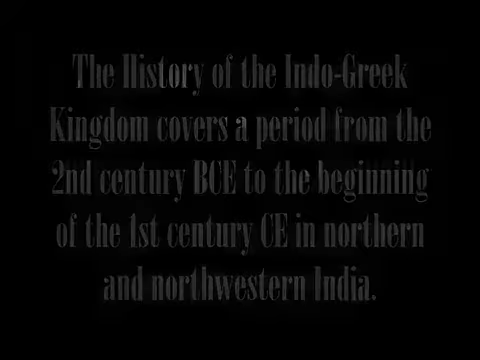 The History of the Indo-Greek
Kingdom covers a period from the
2nd century BCE to the beginning
of the 1st century CE in northern
and northwestern India.